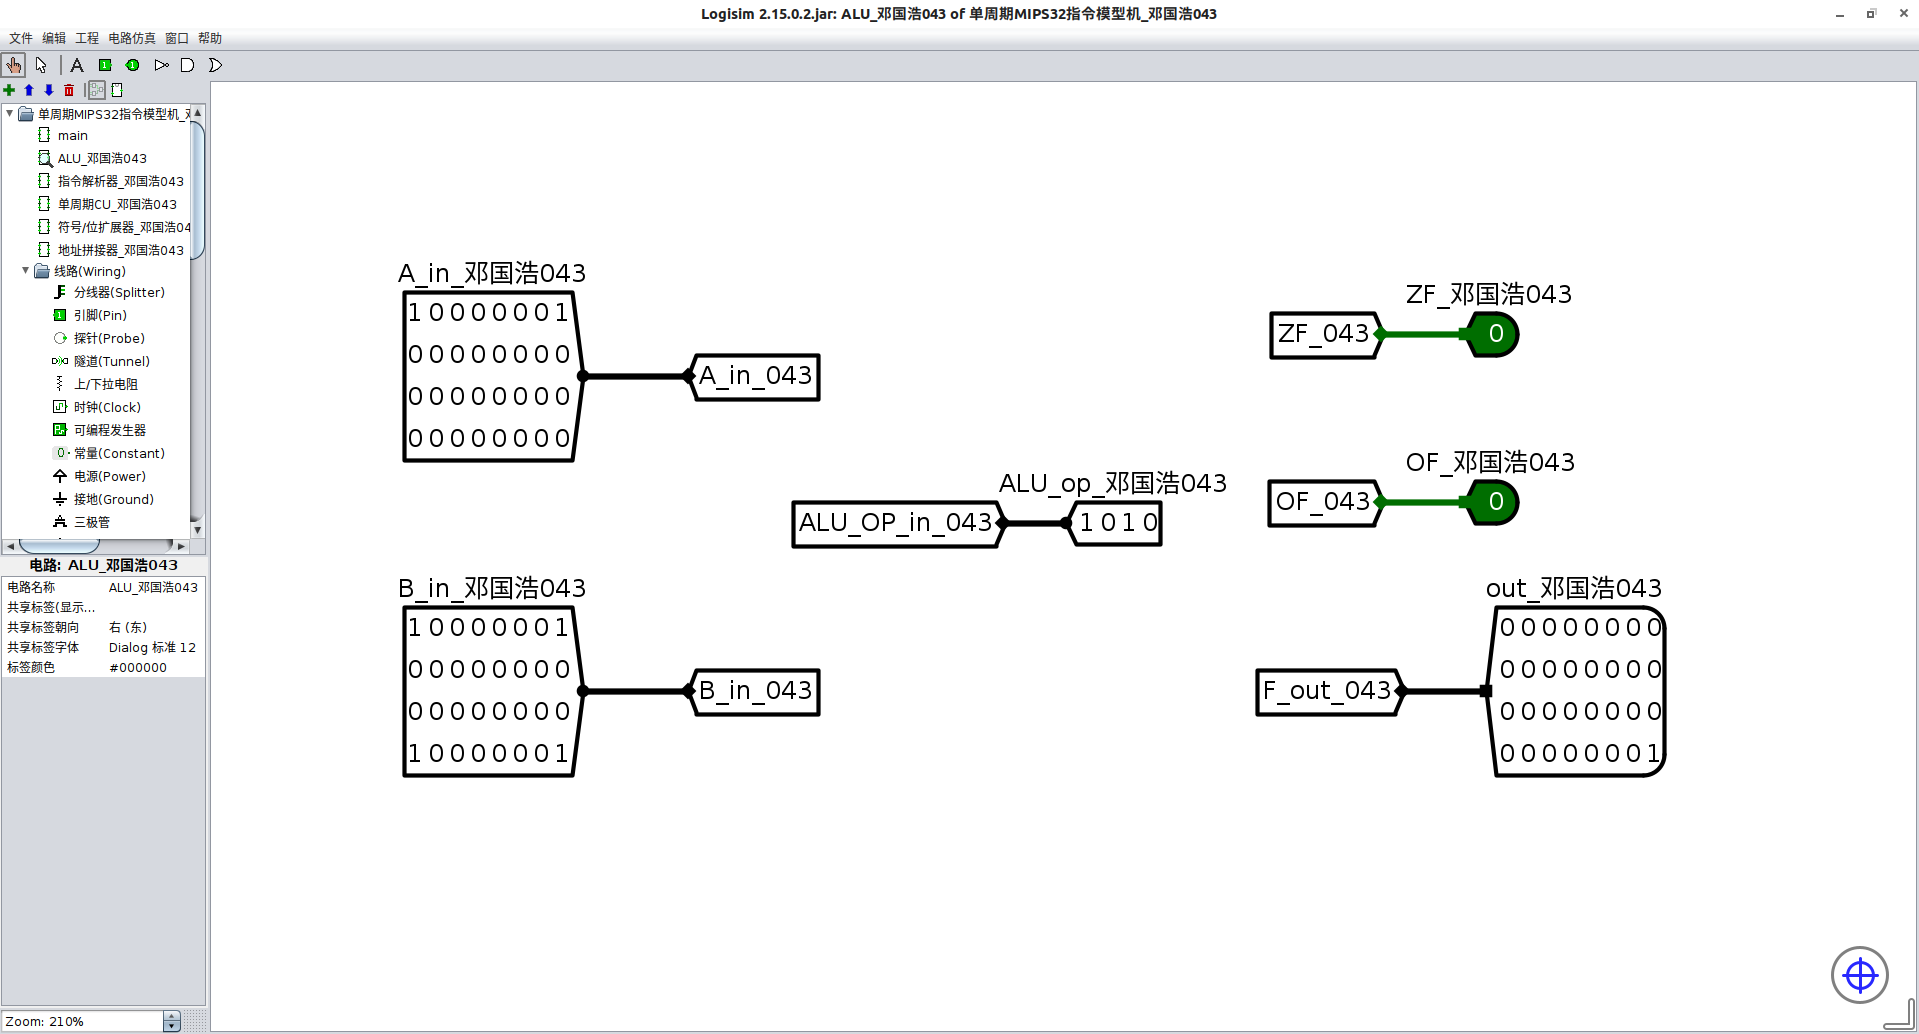 Logisim 2.15.0.2.jar: ALU_邓国浩043 of 单周期MIPS32指令模型机_邓国浩043
文件 编辑 工程 电路仿真 窗口 帮助
单周期MIPS32指令模型机_
main
ALU_邓国浩043
指令解析器_邓国浩043
单周期CU_邓国浩043
符号/位扩展器_邓国浩04
地址拼接器_邓国浩043
线路(Wiring)
分线器(Splitter)
引脚(Pin)
探针(Probe)
隧道(Tunnel)
上/下拉电阻
时钟(Clock)
可编程发生器
常量(Constant)
电源(Power)
接地(Ground)
三极管
电路: ALU_邓国浩043
电路名称 ALU_邓国浩043
共享标签(显示...
共享标签朝向 右 (东)
共享标签字体 Dialog 标准 12
标签颜色 #000000
Zoom: 210%
A_in_邓国浩043
1 0 0 0 0 0 0 1
0 0 0 0 0 0 0 0
0 0 0 0 0 0 0 0
0 0 0 0 0 0 0 0
A_in_043
ZF_邓国浩043
ZF_043
0
ALU_op_邓国浩043
ALU_OP_in_043
1 0 1 0
OF_邓国浩043
OF_043
0
B_in_邓国浩043
1 0 0 0 0 0 0 1
0 0 0 0 0 0 0 0
0 0 0 0 0 0 0 0
1 0 0 0 0 0 0 1
B_in_043
out_邓国浩043
F_out_043
0 0 0 0 0 0 0 0
0 0 0 0 0 0 0 0
0 0 0 0 0 0 0 0
0 0 0 0 0 0 0 1